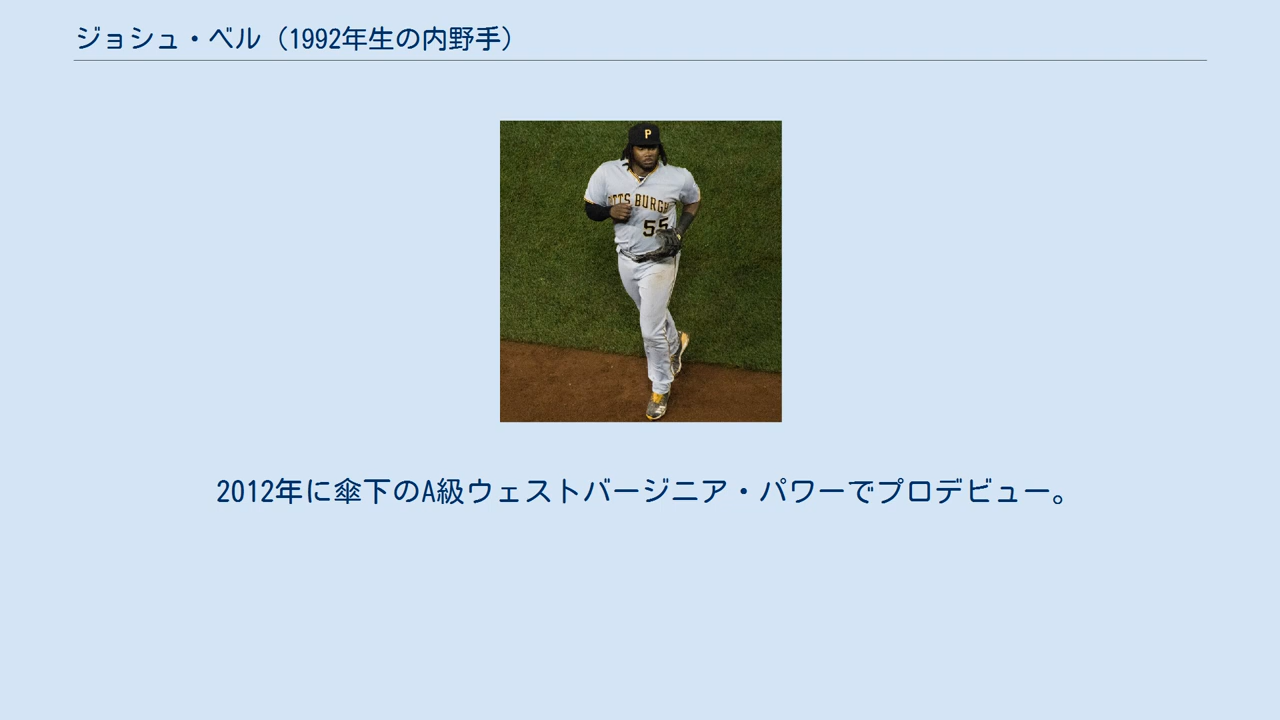 ジョシュ・ベル（1992年生の内野手）
P
55
2012年に傘下のA級ウェストバージニア・パワーでプロデビュー。